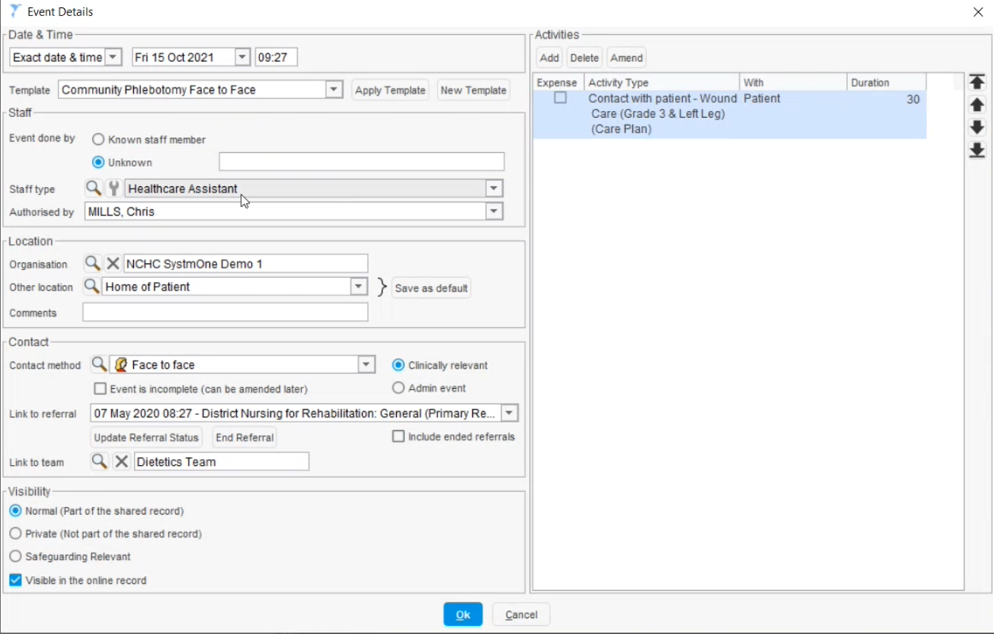 Event Details
Date & Time
Exact date & time Fri 15 Oct 2021 09:27
Template Community Phlebotomy Face to Face Apply Template New Template
Staff
Event done by Known staff member
Unknown
Staff type Healthcare Assistant
Authorised by MILLS, Chris
Location
Organisation NCHC SystmOne Demo 1
Other location Home of Patient } Save as default
Comments
Contact
Contact method Face to face Clinically relevant
Event is incomplete (can be amended later) Admin event
Link to referral 07 May 2020 08:27 - District Nursing for Rehabilitation: General (Primary Re...
Update Referral Status End Referral Include ended referrals
Link to team Dietetics Team
Visibility
Normal (Part of the shared record)
Private (Not part of the shared record)
Safeguarding Relevant
Visible in the online record
Activities
Add Delete Amend
Expense Activity Type With Duration
Contact with patient - Wound Patient 30
Care (Grade 3 & Left Leg)
(Care Plan)
Ok Cancel